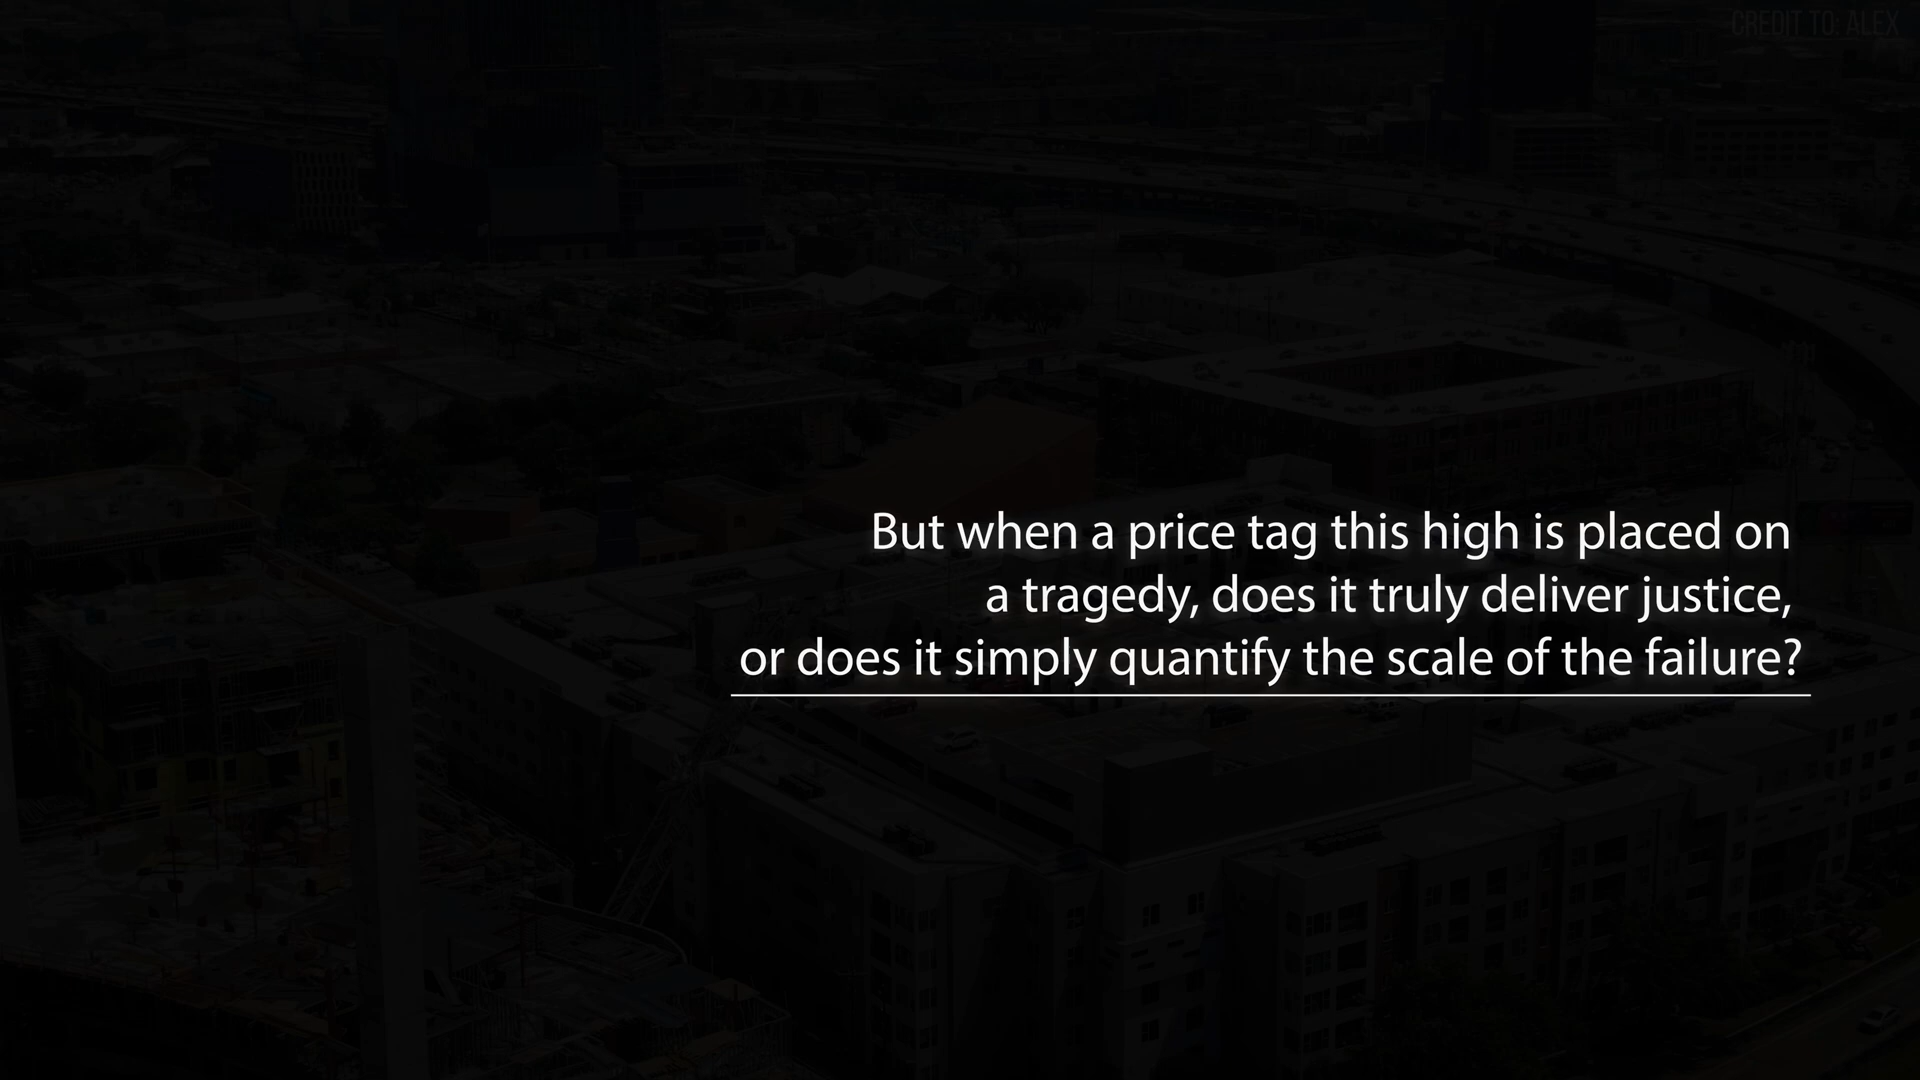 CREDIT TO: ALEX
But when a price tag this high is placed on
a tragedy, does it truly deliver justice,
or does it simply quantify the scale of the failure?